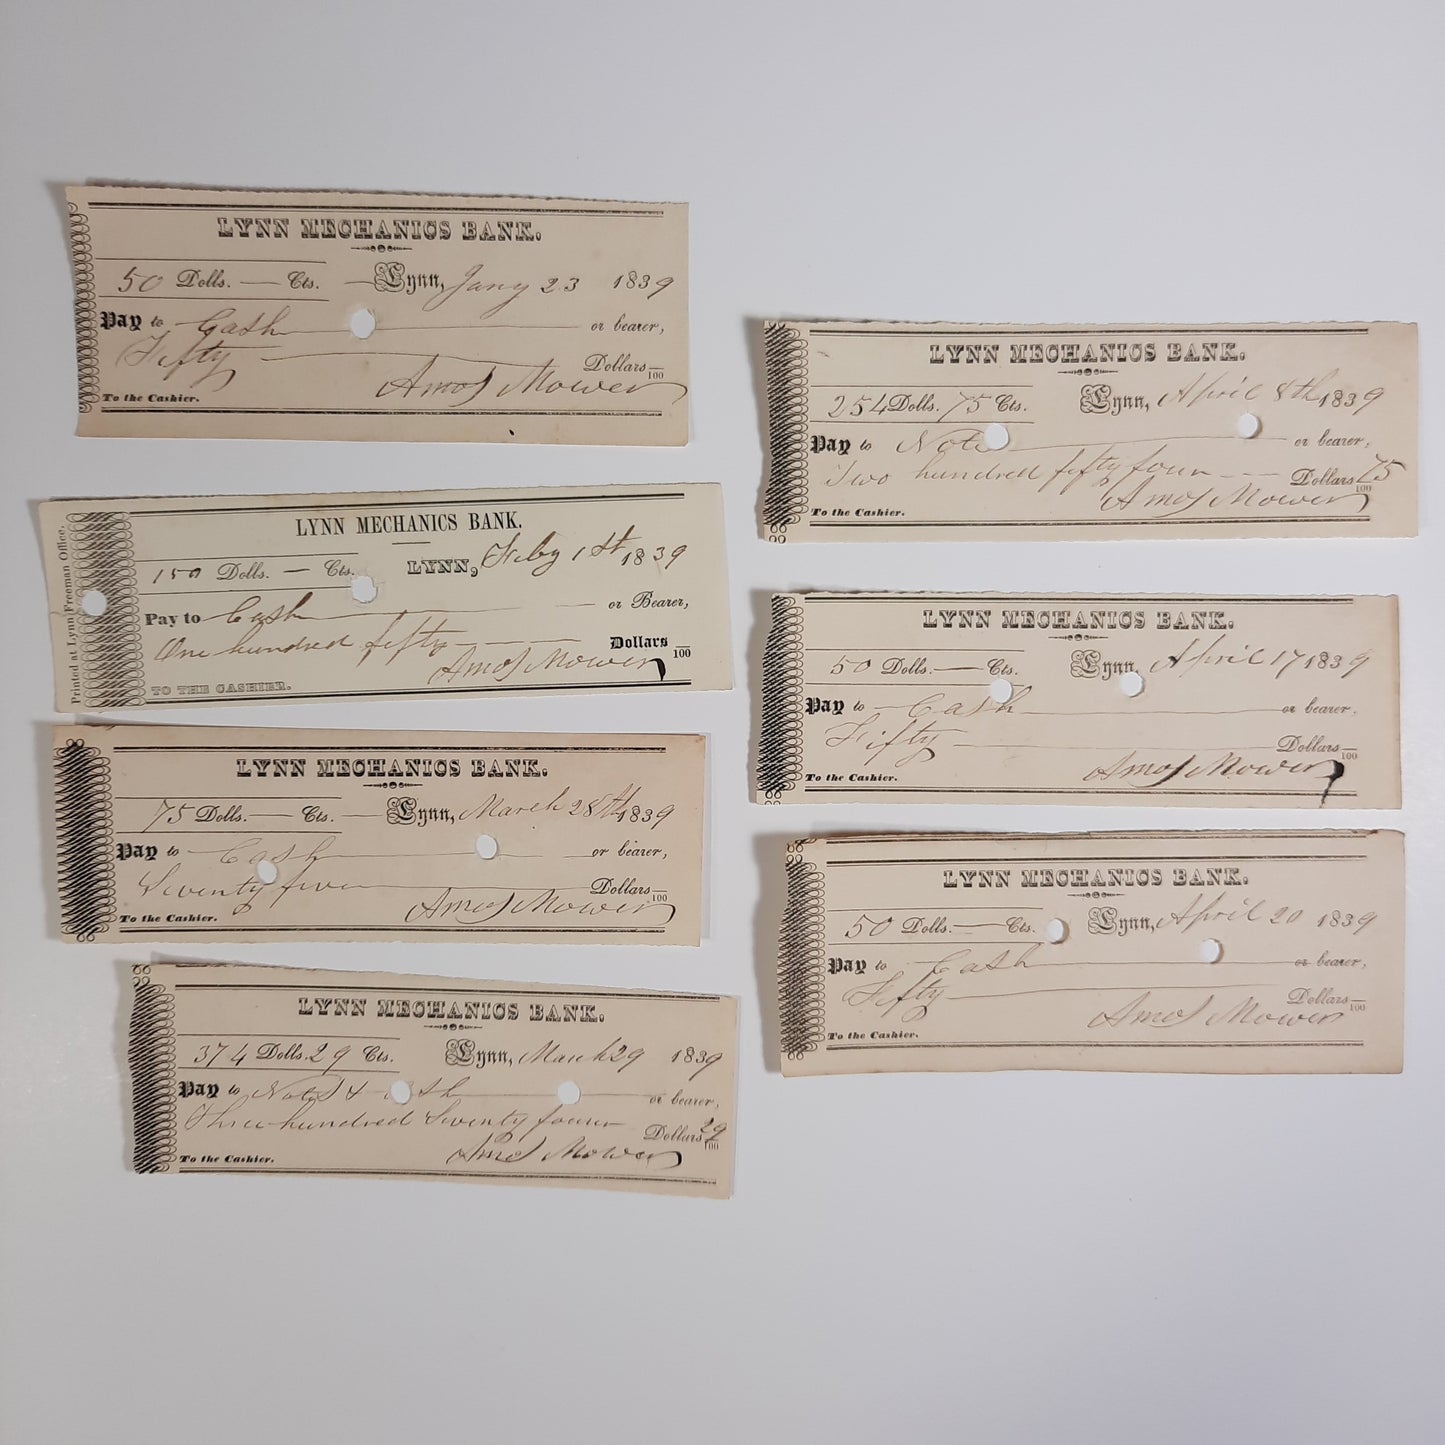 LYNN MECHANICS BANK.
50 Dolls. — Cts. — Lynn, Jany 23 1839
Pay to Cash or bearer,
Fifty Dollars /100
Amos Mower
To the Cashier.
Printed at Lynn Freeman Office.
LYNN MECHANICS BANK.
150 Dolls. — Cts. LYNN, Feby 1st 1839
Pay to Cash or Bearer,
One hundred fifty Dollars /100
Amos Mower
TO THE CASHIER.
LYNN MECHANICS BANK.
75 Dolls. — Cts. — Lynn, March 28th 1839
Pay to Cash or bearer,
Seventy five Dollars /100
Amos Mower
To the Cashier.
LYNN MECHANICS BANK.
374 Dolls. 29 Cts. Lynn, March 29 1839
Pay to Notes & Cash or bearer,
Three hundred Seventy four Dollars 29/100
Amos Mower
To the Cashier.
LYNN MECHANICS BANK.
254 Dolls. 75 Cts. Lynn, April 8th 1839
Pay to Note or bearer,
Two hundred fifty four Dollars 75/100
Amos Mower
To the Cashier.
LYNN MECHANICS BANK.
50 Dolls. — Cts. Lynn, April 17 1839
Pay to Cash or bearer,
Fifty Dollars /100
Amos Mower
To the Cashier.
LYNN MECHANICS BANK.
50 Dolls. — Cts. Lynn, April 20 1839
Pay to Cash or bearer,
Fifty Dollars /100
Amos Mower
To the Cashier.